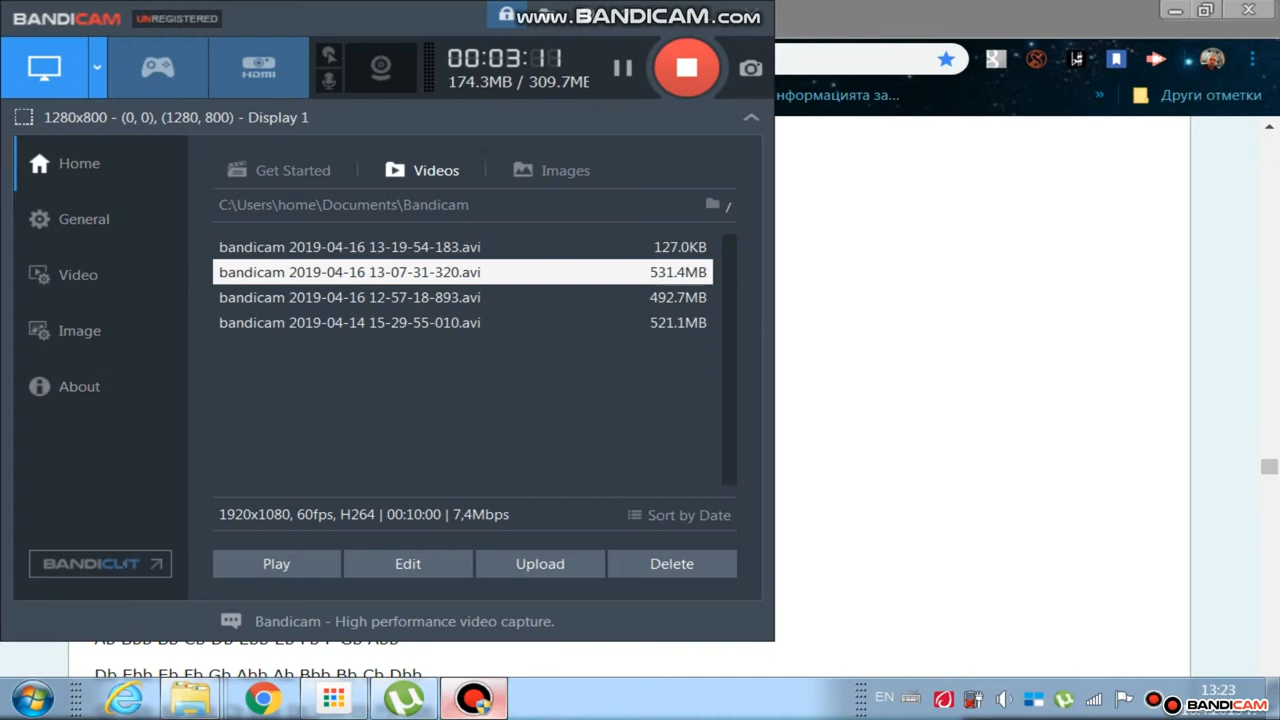 BANDICAM UNREGISTERED
www.BANDICAM.com
00:03:11
174.3MB / 309.7ME
HDMI
1280x800 - (0, 0), (1280, 800) - Display 1
Home
General
Video
Image
About
Get Started
Videos
Images
C:\Users\home\Documents\Bandicam
/
bandicam 2019-04-16 13-19-54-183.avi 127.0KB
bandicam 2019-04-16 13-07-31-320.avi 531.4MB
bandicam 2019-04-16 12-57-18-893.avi 492.7MB
bandicam 2019-04-14 15-29-55-010.avi 521.1MB
1920x1080, 60fps, H264 | 00:10:00 | 7,4Mbps
Sort by Date
Play
Edit
Upload
Delete
BANDICUT
Bandicam - High performance video capture.
нформацията за...
»
Други отметки
Db Ebb Eb Fb Gb Abb Ab Bbb Bb Cb Dbb
EN
13:23
BANDICAM